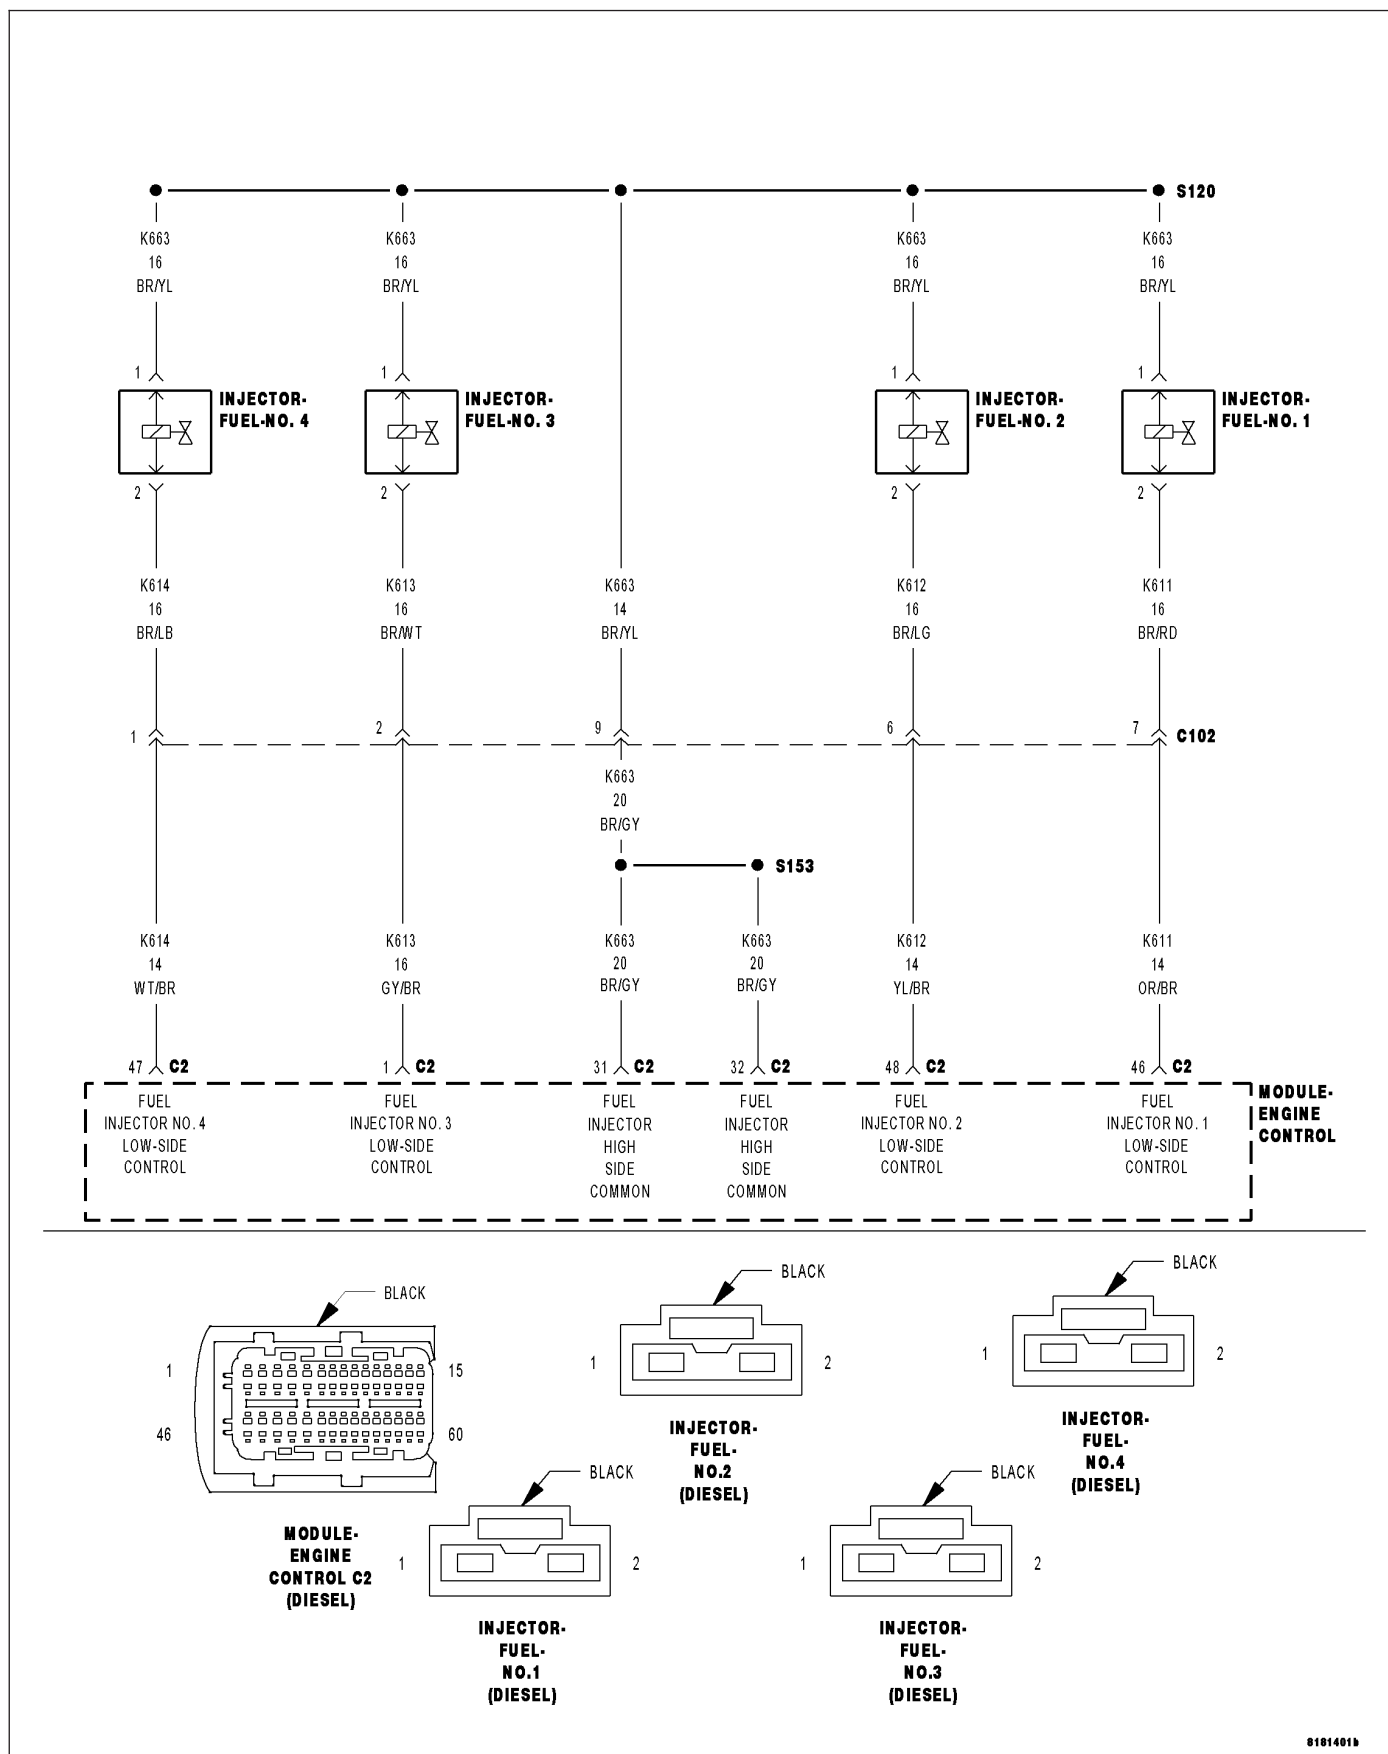 S120
K663 K663 K663 K663
16 16 16 16
BR/YL BR/YL BR/YL BR/YL
1 1 1 1
INJECTOR- INJECTOR- INJECTOR- INJECTOR-
FUEL-NO. 4 FUEL-NO. 3 FUEL-NO. 2 FUEL-NO. 1
2 2 2 2
K614 K613 K663 K612 K611
16 16 14 16 16
BR/LB BR/WT BR/YL BR/LG BR/RD
1 2 9 6 7 C102
K663
20
BR/GY
S153
K614 K613 K663 K663 K612 K611
14 16 20 20 14 14
WT/BR GY/BR BR/GY BR/GY YL/BR OR/BR
47 C2 1 C2 31 C2 32 C2 48 C2 46 C2
FUEL
INJECTOR NO. 4
LOW-SIDE
CONTROL
FUEL
INJECTOR NO. 3
LOW-SIDE
CONTROL
FUEL
INJECTOR
HIGH
SIDE
COMMON
FUEL
INJECTOR
HIGH
SIDE
COMMON
FUEL
INJECTOR NO. 2
LOW-SIDE
CONTROL
FUEL
INJECTOR NO. 1
LOW-SIDE
CONTROL
MODULE-
ENGINE
CONTROL
BLACK
1 15
46 60
MODULE-
ENGINE
CONTROL C2
(DIESEL)
BLACK
1 2
INJECTOR-
FUEL-
NO.2
(DIESEL)
BLACK
1 2
INJECTOR-
FUEL-
NO.4
(DIESEL)
BLACK
1 2
INJECTOR-
FUEL-
NO.1
(DIESEL)
BLACK
1 2
INJECTOR-
FUEL-
NO.3
(DIESEL)
8181401b